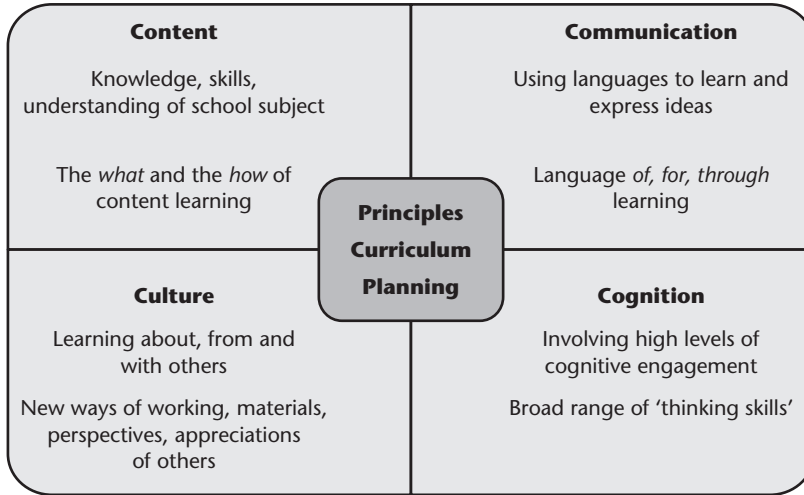 Content
Knowledge, skills,
understanding of school subject
The what and the how of
content learning
Communication
Using languages to learn and
express ideas
Language of, for, through
learning
Principles
Curriculum
Planning
Culture
Learning about, from and
with others
New ways of working, materials,
perspectives, appreciations
of others
Cognition
Involving high levels of
cognitive engagement
Broad range of ‘thinking skills’